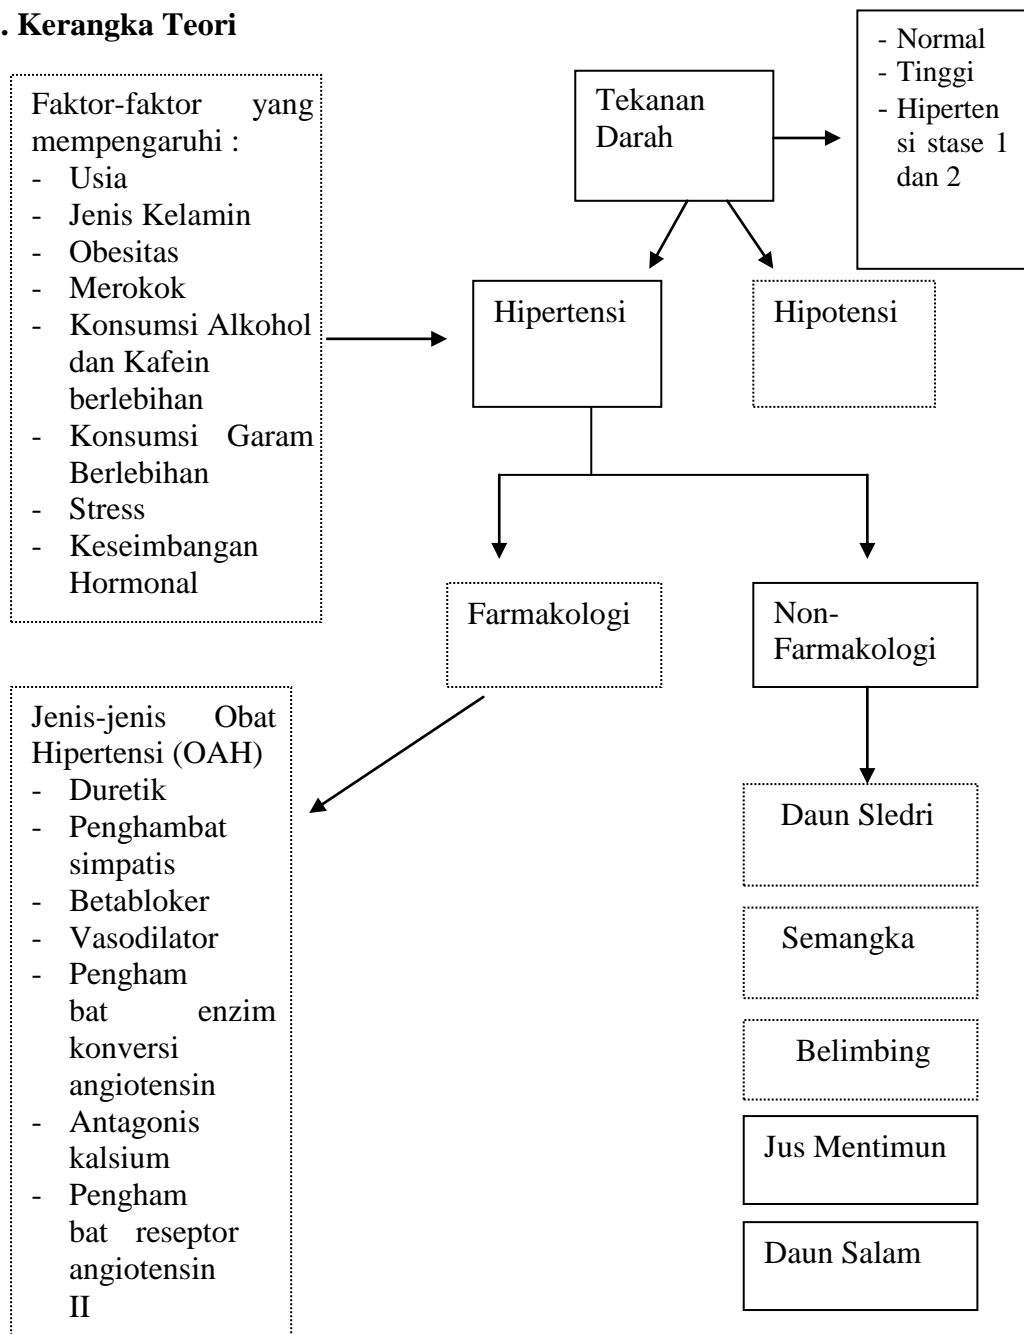 . Kerangka Teori
Faktor-faktor yang
mempengaruhi :
- Usia
- Jenis Kelamin
- Obesitas
- Merokok
- Konsumsi Alkohol
dan Kafein
berlebihan
- Konsumsi Garam
Berlebihan
- Stress
- Keseimbangan
Hormonal
Tekanan
Darah
- Normal
- Tinggi
- Hiperten
si stase 1
dan 2
Hipertensi
Hipotensi
Farmakologi
Non-
Farmakologi
Jenis-jenis Obat
Hipertensi (OAH)
- Duretik
- Penghambat
simpatis
- Betabloker
- Vasodilator
- Pengham
bat enzim
konversi
angiotensin
- Antagonis
kalsium
- Pengham
bat reseptor
angiotensin
II
Daun Sledri
Semangka
Belimbing
Jus Mentimun
Daun Salam